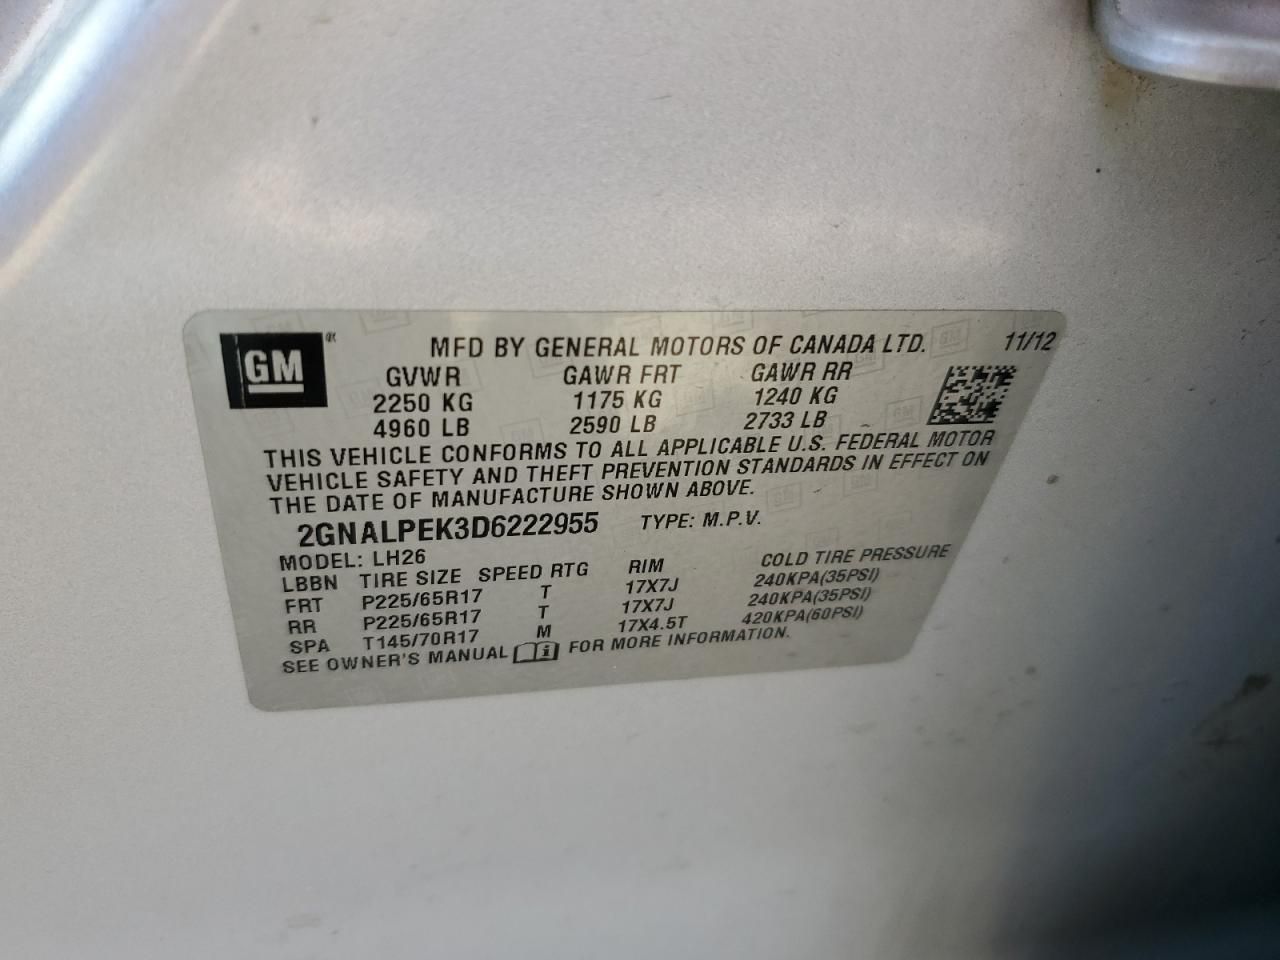 GM
MFD BY GENERAL MOTORS OF CANADA LTD. 11/12
GVWR GAWR FRT GAWR RR
2250 KG 1175 KG 1240 KG
4960 LB 2590 LB 2733 LB
THIS VEHICLE CONFORMS TO ALL APPLICABLE U.S. FEDERAL MOTOR
VEHICLE SAFETY AND THEFT PREVENTION STANDARDS IN EFFECT ON
THE DATE OF MANUFACTURE SHOWN ABOVE.
2GNALPEK3D6222955 TYPE: M.P.V.
MODEL: LH26
LBBN TIRE SIZE SPEED RTG RIM COLD TIRE PRESSURE
FRT P225/65R17 T 17X7J 240KPA(35PSI)
RR P225/65R17 T 17X7J 240KPA(35PSI)
SPA T145/70R17 M 17X4.5T 420KPA(60PSI)
SEE OWNER'S MANUAL FOR MORE INFORMATION.